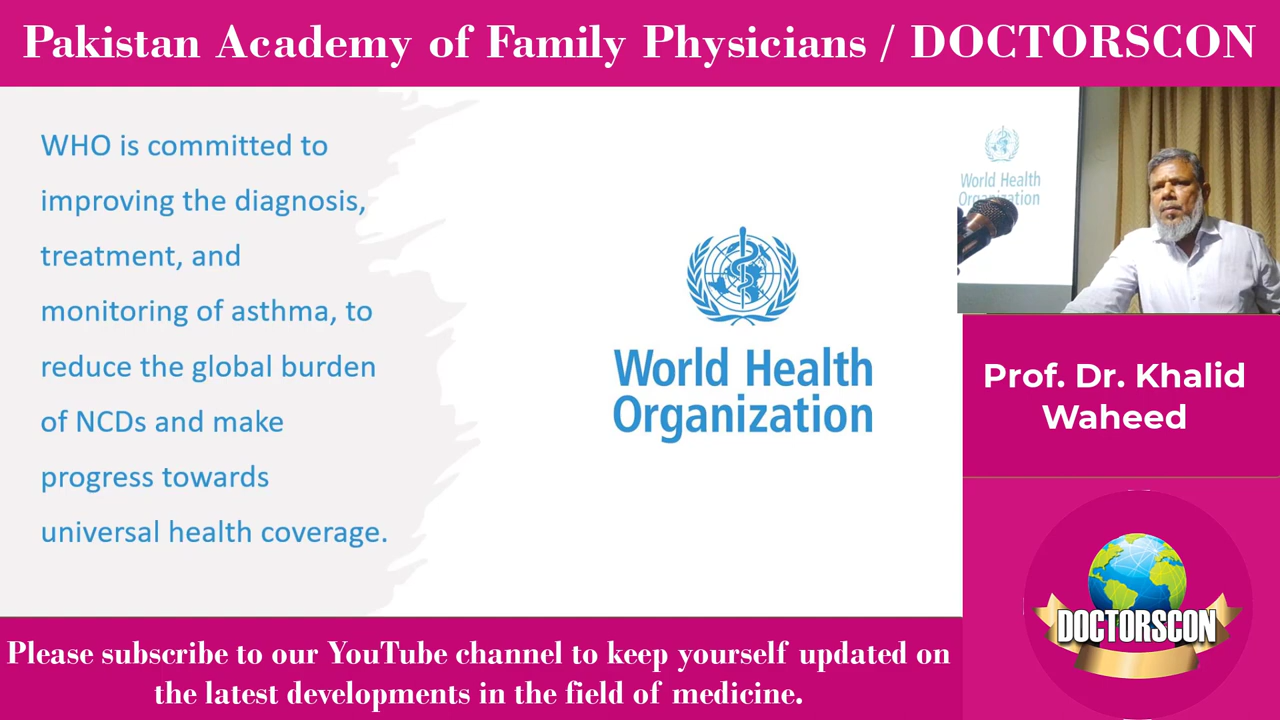 Pakistan Academy of Family Physicians / DOCTORSCON
WHO is committed to
improving the diagnosis,
treatment, and
monitoring of asthma, to
reduce the global burden
of NCDs and make
progress towards
universal health coverage.
World Health
Organization
World Health
Organization
Prof. Dr. Khalid
Waheed
DOCTORSCON
Please subscribe to our YouTube channel to keep yourself updated on
the latest developments in the field of medicine.